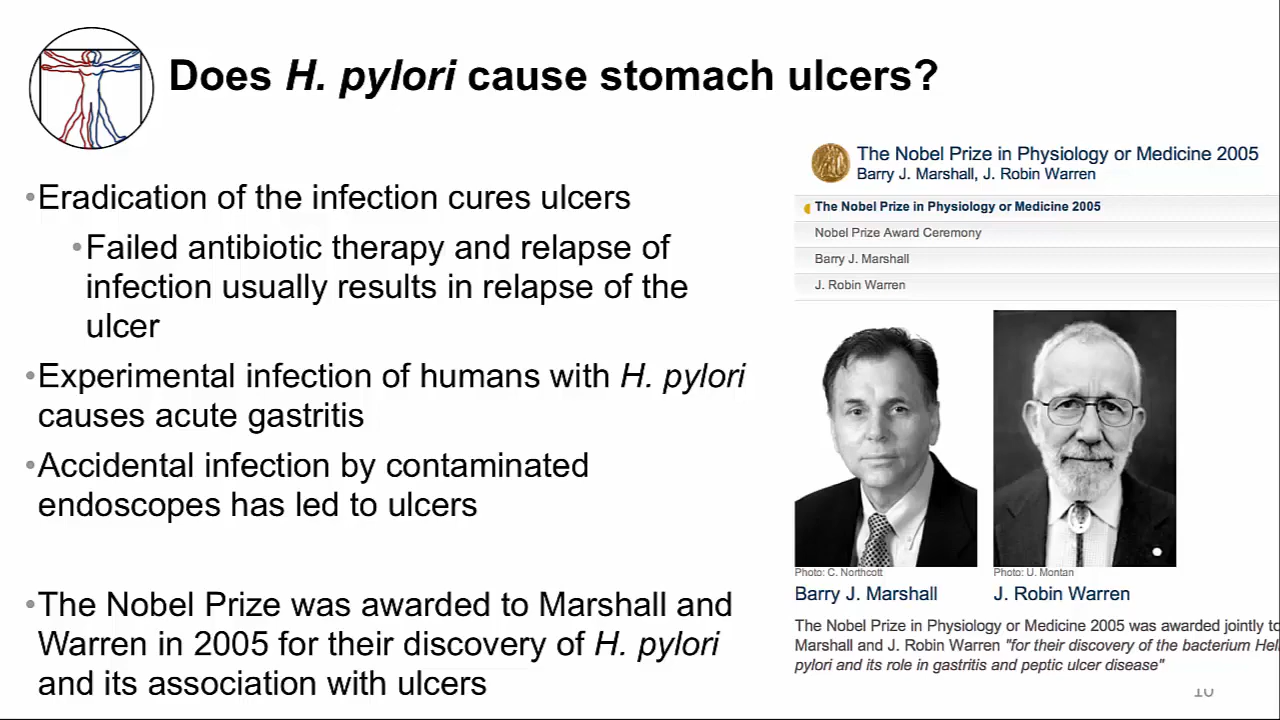 Does H. pylori cause stomach ulcers?
•Eradication of the infection cures ulcers
•Failed antibiotic therapy and relapse of
infection usually results in relapse of the
ulcer
•Experimental infection of humans with H. pylori
causes acute gastritis
•Accidental infection by contaminated
endoscopes has led to ulcers
•The Nobel Prize was awarded to Marshall and
Warren in 2005 for their discovery of H. pylori
and its association with ulcers
The Nobel Prize in Physiology or Medicine 2005
Barry J. Marshall, J. Robin Warren
The Nobel Prize in Physiology or Medicine 2005
Nobel Prize Award Ceremony
Barry J. Marshall
J. Robin Warren
Photo: C. Northcott
Photo: U. Montan
Barry J. Marshall
J. Robin Warren
The Nobel Prize in Physiology or Medicine 2005 was awarded jointly to
Marshall and J. Robin Warren "for their discovery of the bacterium Hel
pylori and its role in gastritis and peptic ulcer disease"